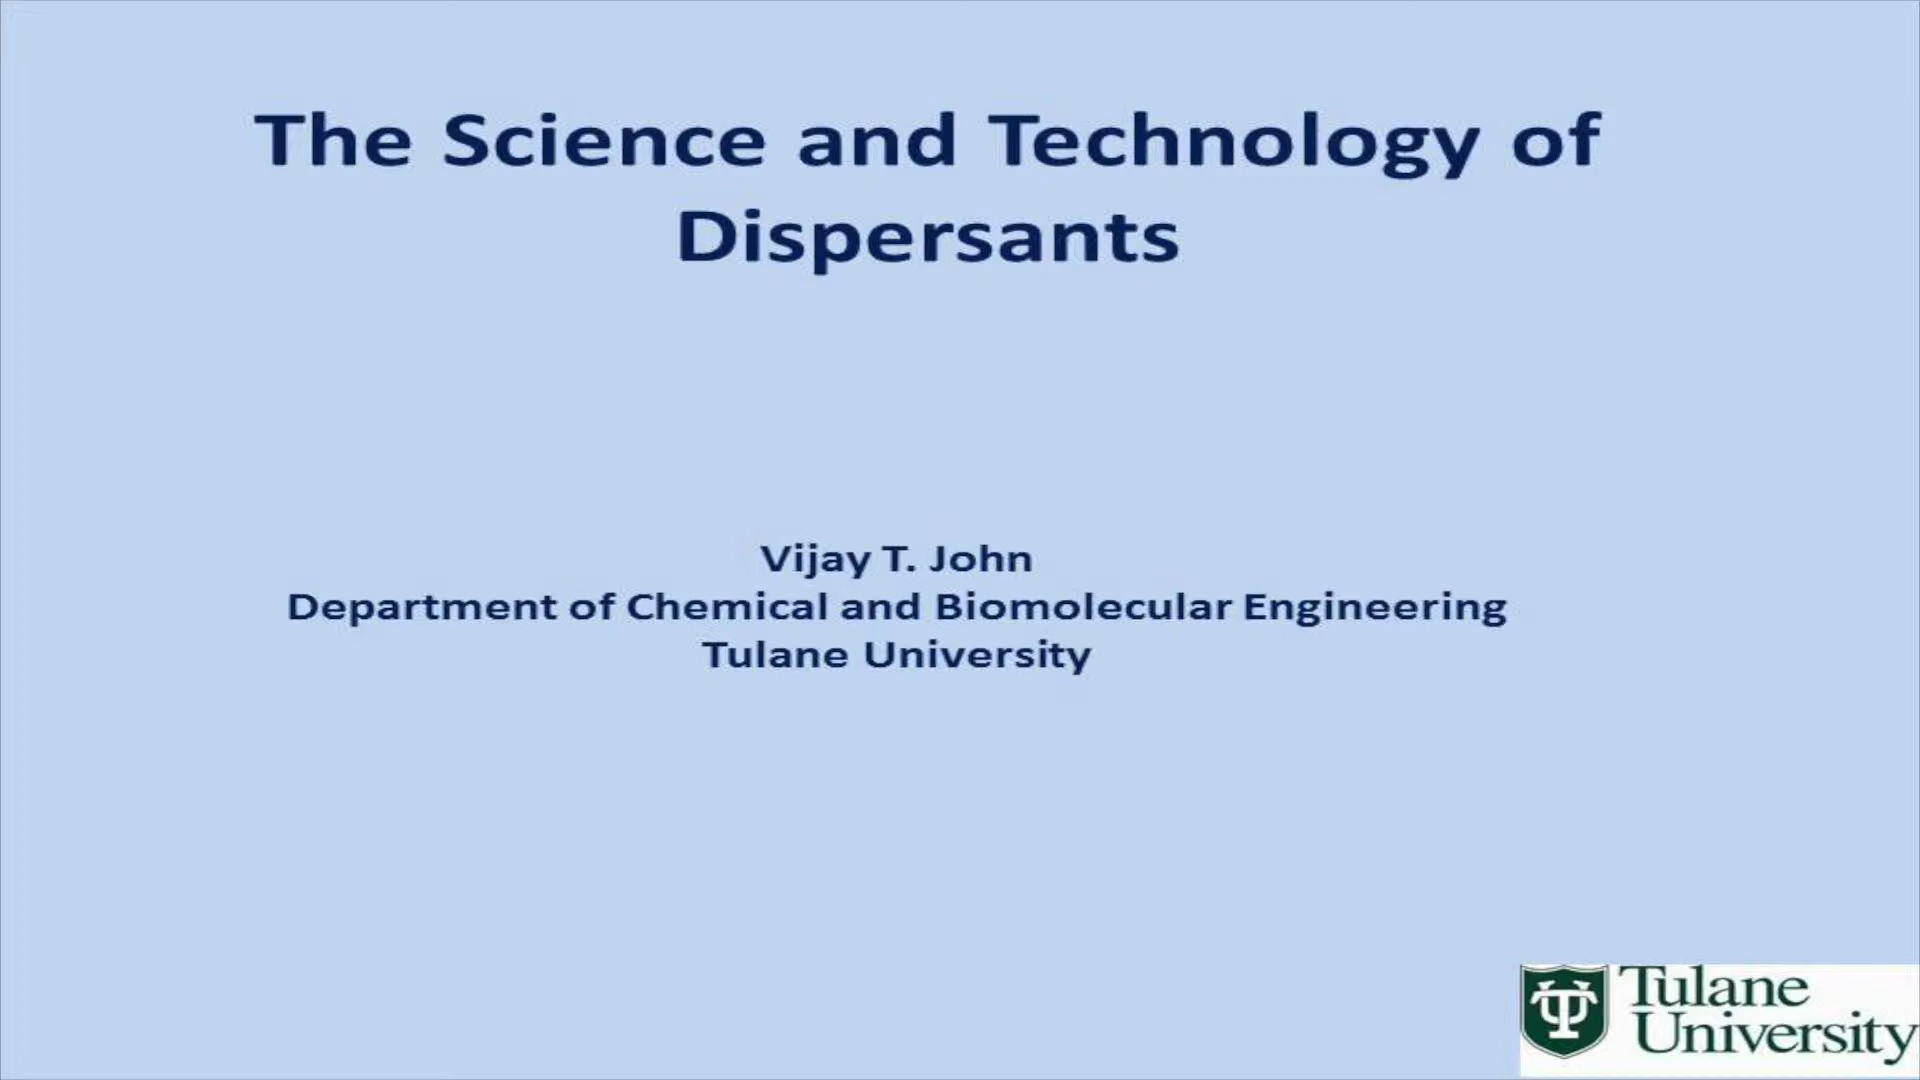 The Science and Technology of
Dispersants
Vijay T. John
Department of Chemical and Biomolecular Engineering
Tulane University
Tulane
University